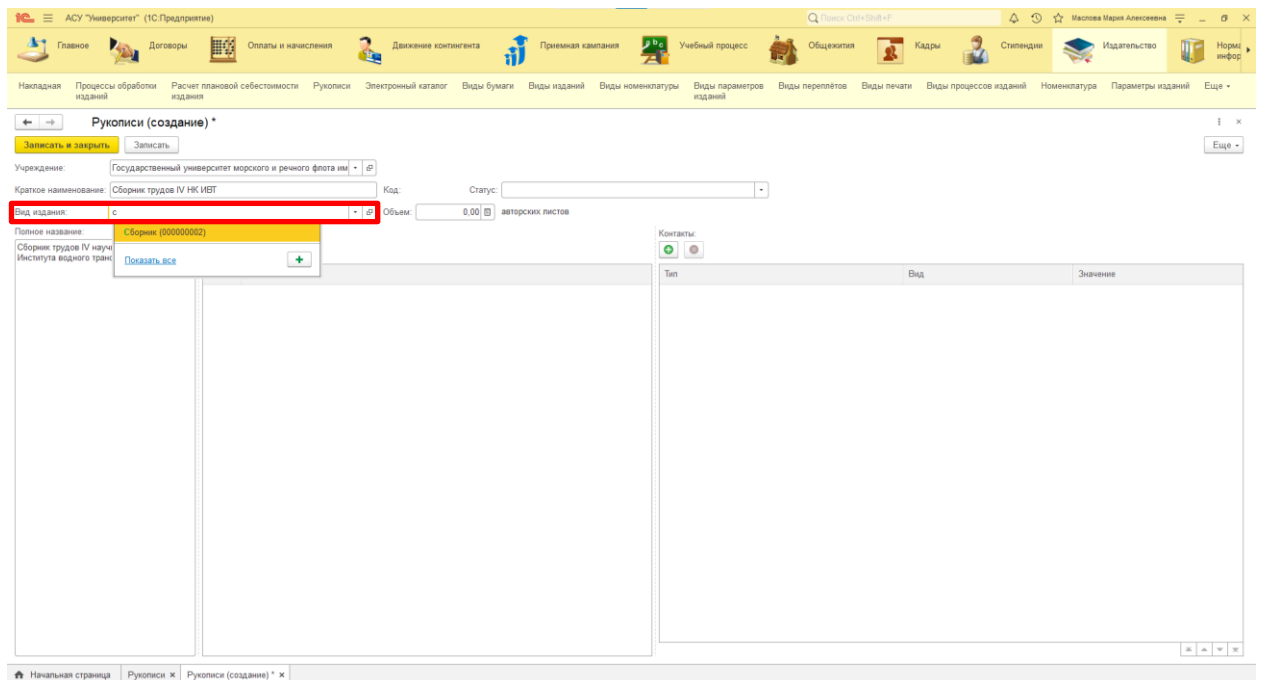 АСУ "Университет" (1С:Предприятие) Поиск Ctrl+Shift+F Маслова Мария Алексеевна
Главное Договоры Оплаты и начисления Движение контингента Приемная кампания Учебный процесс Общежития Кадры Стипендии Издательство Норма
инфор
Накладная Процессы обработки Расчет плановой себестоимости Рукописи Электронный каталог Виды бумаги Виды изданий Виды номенклатуры Виды параметров Виды переплётов Виды печати Виды процессов изданий Номенклатура Параметры изданий Еще
изданий издания изданий
Рукописи (создание) *
Записать и закрыть Записать Еще
Учреждение: Государственный университет морского и речного флота им
Краткое наименование: Сборник трудов IV НК ИВТ Код: Статус:
Вид издания: с Объем: 0,00 авторских листов
Полное название: Сборник (000000002) Контакты:
Сборник трудов IV науч
Института водного тран Показать все
Тип Вид Значение
Начальная страница Рукописи × Рукописи (создание) * ×